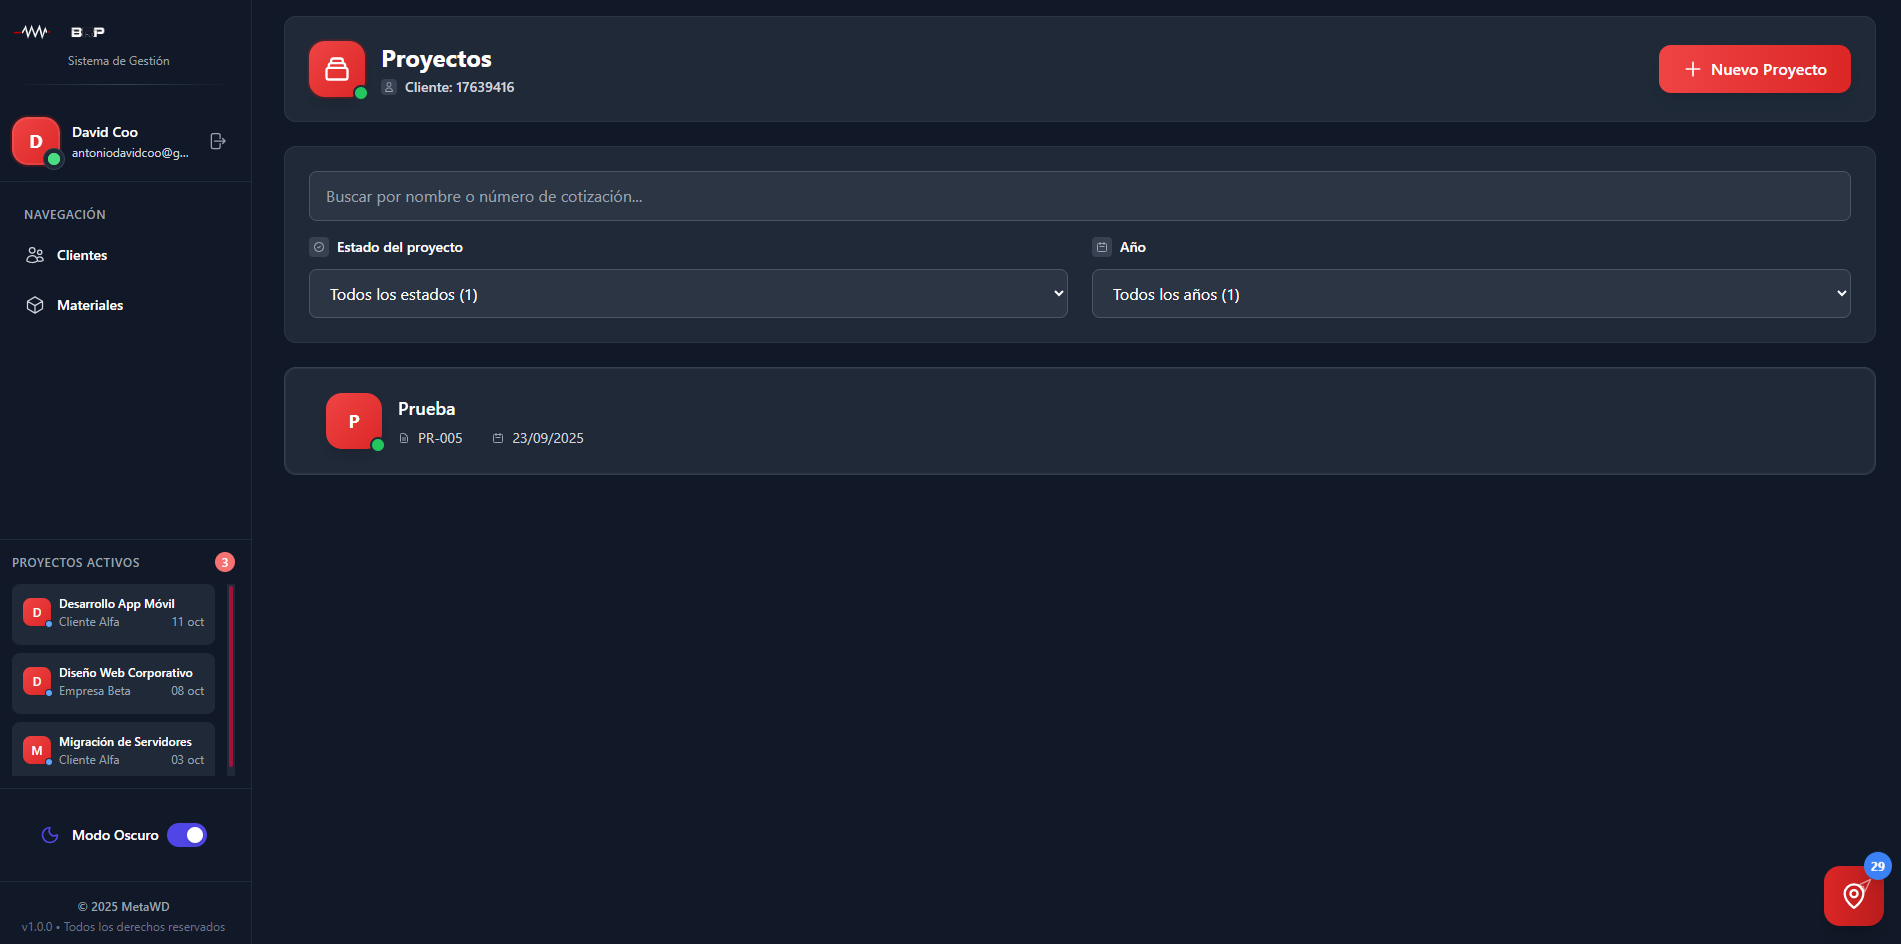 Sistema de Gestión
D
David Coo
antoniodavidcoo@g...
NAVEGACIÓN
Clientes
Materiales
PROYECTOS ACTIVOS
3
D
Desarrollo App Móvil
Cliente Alfa
11 oct
D
Diseño Web Corporativo
Empresa Beta
08 oct
M
Migración de Servidores
Cliente Alfa
03 oct
Modo Oscuro
© 2025 MetaWD
v1.0.0 • Todos los derechos reservados
Proyectos
Cliente: 17639416
Nuevo Proyecto
Buscar por nombre o número de cotización...
Estado del proyecto
Todos los estados (1)
Año
Todos los años (1)
P
Prueba
PR-005
23/09/2025
29